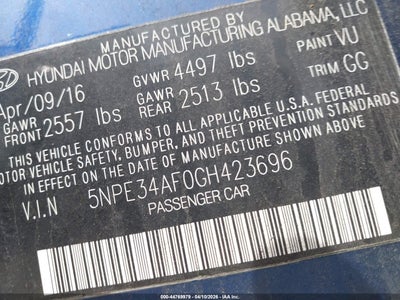 MANUFACTURED BY
HYUNDAI MOTOR MANUFACTURING ALABAMA, LLC
Apr/09/16 GVWR 4497 lbs PAINT VU
GAWR FRONT 2557 lbs GAWR REAR 2513 lbs TRIM GG
THIS VEHICLE CONFORMS TO ALL APPLICABLE U.S.A. FEDERAL
MOTOR VEHICLE SAFETY, BUMPER, AND THEFT PREVENTION STANDARDS
IN EFFECT ON THE DATE OF MANUFACTURE SHOWN ABOVE.
V.I.N 5NPE34AF0GH423696
PASSENGER CAR
000-44769979 - 04/10/2026 - IAA Inc.